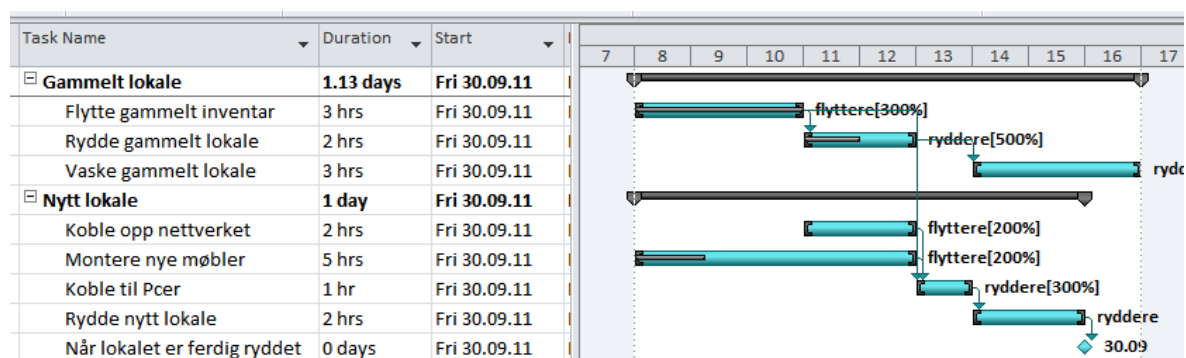 Task Name Duration Start
7 8 9 10 11 12 13 14 15 16 17
Gammelt lokale 1.13 days Fri 30.09.11
Flytte gammelt inventar 3 hrs Fri 30.09.11 flyttere[300%]
Rydde gammelt lokale 2 hrs Fri 30.09.11 ryddere[500%]
Vaske gammelt lokale 3 hrs Fri 30.09.11
Nytt lokale 1 day Fri 30.09.11
Koble opp nettverket 2 hrs Fri 30.09.11 flyttere[200%]
Montere nye møbler 5 hrs Fri 30.09.11 flyttere[200%]
Koble til Pcer 1 hr Fri 30.09.11 ryddere[300%]
Rydde nytt lokale 2 hrs Fri 30.09.11 ryddere
Når lokalet er ferdig ryddet 0 days Fri 30.09.11 30.09